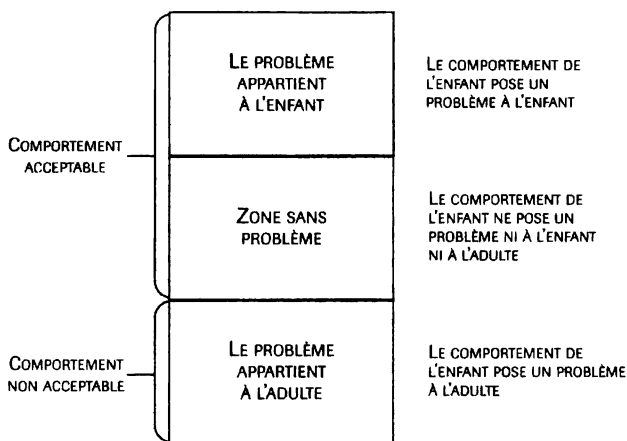 LE PROBLÈME
APPARTIENT
À L'ENFANT
LE COMPORTEMENT DE
L'ENFANT POSE UN
PROBLÈME À L'ENFANT
COMPORTEMENT
ACCEPTABLE
ZONE SANS
PROBLÈME
LE COMPORTEMENT DE
L'ENFANT NE POSE UN
PROBLÈME NI À L'ENFANT
NI À L'ADULTE
COMPORTEMENT
NON ACCEPTABLE
LE PROBLÈME
APPARTIENT
À L'ADULTE
LE COMPORTEMENT DE
L'ENFANT POSE UN PROBLÈME
À L'ADULTE